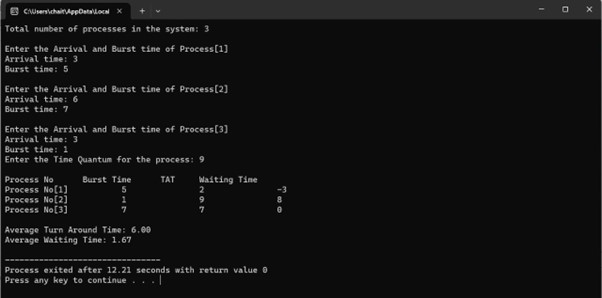 C:\Users\chait\AppData\Local
Total number of processes in the system: 3
Enter the Arrival and Burst time of Process[1]
Arrival time: 3
Burst time: 5
Enter the Arrival and Burst time of Process[2]
Arrival time: 6
Burst time: 7
Enter the Arrival and Burst time of Process[3]
Arrival time: 3
Burst time: 1
Enter the Time Quantum for the process: 9
Process No Burst Time TAT Waiting Time
Process No[1] 5 2 -3
Process No[2] 1 9 8
Process No[3] 7 7 0
Average Turn Around Time: 6.00
Average Waiting Time: 1.67
--------------------------------
Process exited after 12.21 seconds with return value 0
Press any key to continue . . .